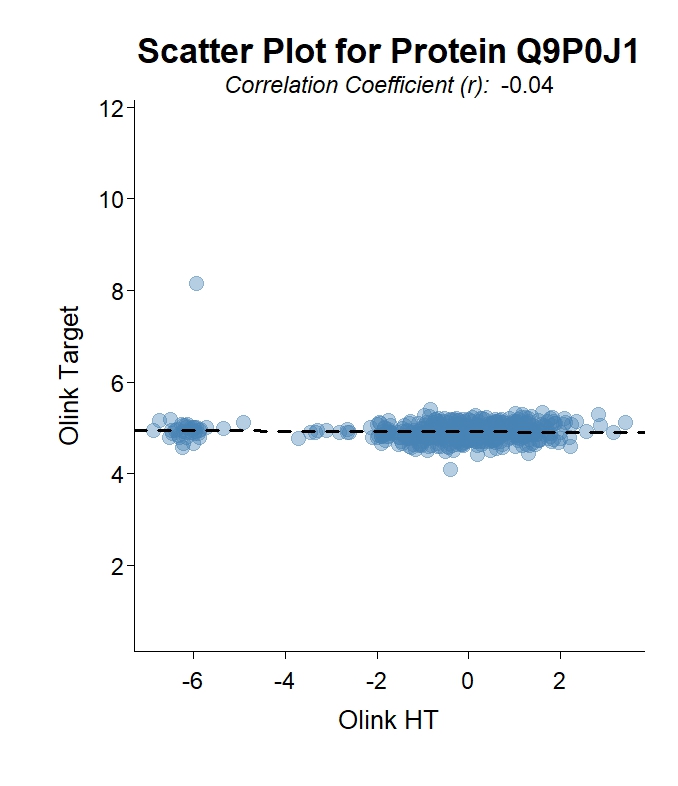 Scatter Plot for Protein Q9P0J1
Correlation Coefficient (r): -0.04
12
10
8
6
4
2
Olink Target
-6 -4 -2 0 2
Olink HT